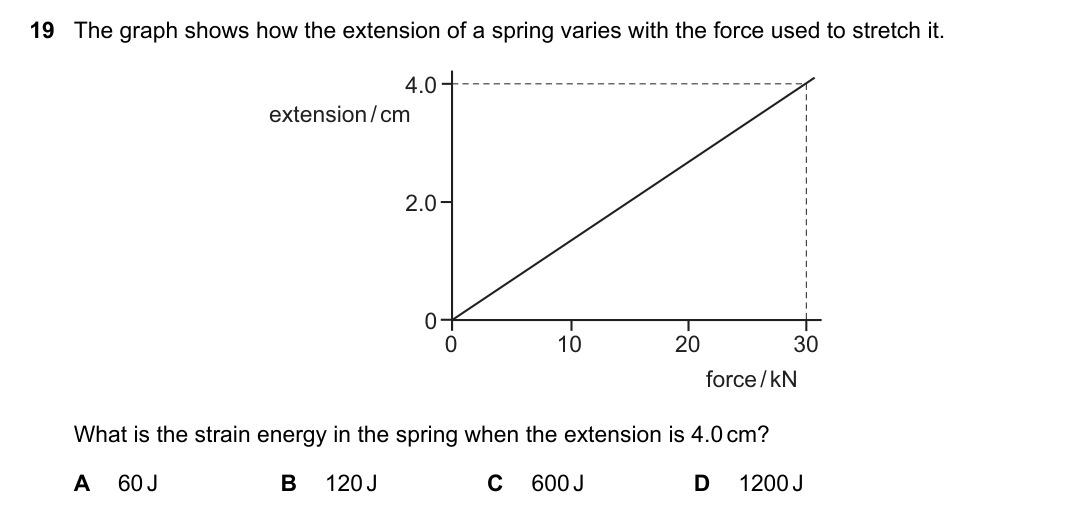 19 The graph shows how the extension of a spring varies with the force used to stretch it.
4.0
extension / cm
2.0
0
0 10 20 30
force / kN
What is the strain energy in the spring when the extension is 4.0 cm?
A 60 J B 120 J C 600 J D 1200 J